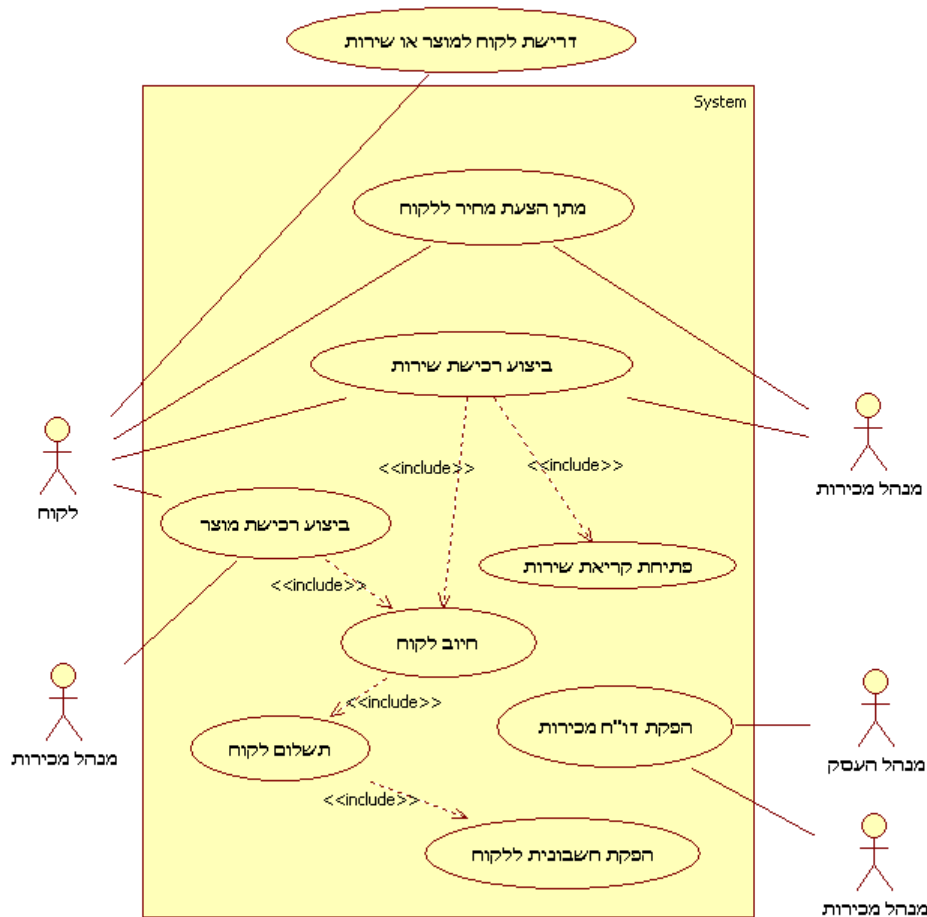 דרישת לקוח למוצר או שירות
System
מתן הצעת מחיר ללקוח
ביצוע רכישת שירות
<<include>>
<<include>>
מנהל מכירות
לקוח
ביצוע רכישת מוצר
פתיחת קריאת שירות
<<include>>
חיוב לקוח
<<include>>
הפקת דו"ח מכירות
תשלום לקוח
מנהל מכירות
מנהל העסק
<<include>>
הפקת חשבונית ללקוח
מנהל מכירות